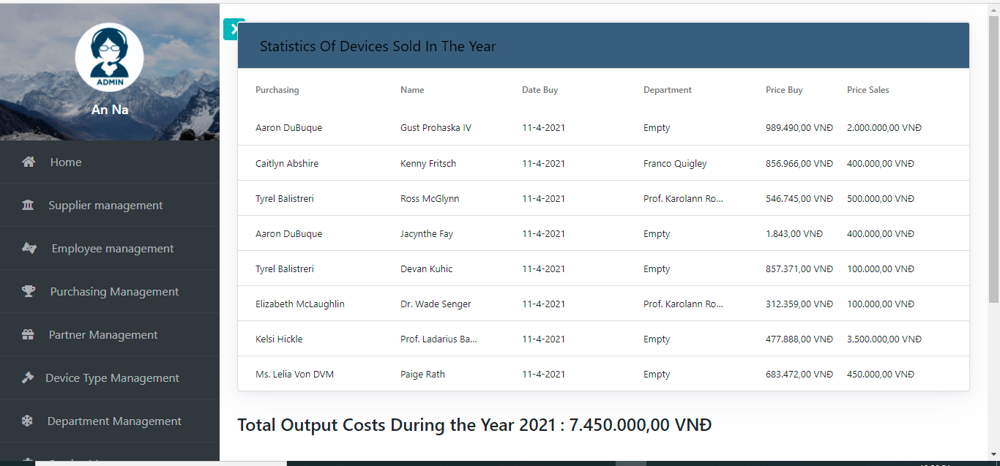 ADMIN
An Na
Home
Supplier management
Employee management
Purchasing Management
Partner Management
Device Type Management
Department Management
Statistics Of Devices Sold In The Year
Purchasing Name Date Buy Department Price Buy Price Sales
Aaron DuBuque Gust Prohaska IV 11-4-2021 Empty 989.490,00 VNĐ 2.000.000,00 VNĐ
Caitlyn Abshire Kenny Fritsch 11-4-2021 Franco Quigley 856.966,00 VNĐ 400.000,00 VNĐ
Tyrel Balistreri Ross McGlynn 11-4-2021 Prof. Karolann Ro... 546.745,00 VNĐ 500.000,00 VNĐ
Aaron DuBuque Jacynthe Fay 11-4-2021 Empty 1.843,00 VNĐ 400.000,00 VNĐ
Tyrel Balistreri Devan Kuhic 11-4-2021 Empty 857.371,00 VNĐ 100.000,00 VNĐ
Elizabeth McLaughlin Dr. Wade Senger 11-4-2021 Prof. Karolann Ro... 312.359,00 VNĐ 100.000,00 VNĐ
Kelsi Hickle Prof. Ladarius Ba... 11-4-2021 Empty 477.888,00 VNĐ 3.500.000,00 VNĐ
Ms. Lelia Von DVM Paige Rath 11-4-2021 Empty 683.472,00 VNĐ 450.000,00 VNĐ
Total Output Costs During the Year 2021 : 7.450.000,00 VNĐ